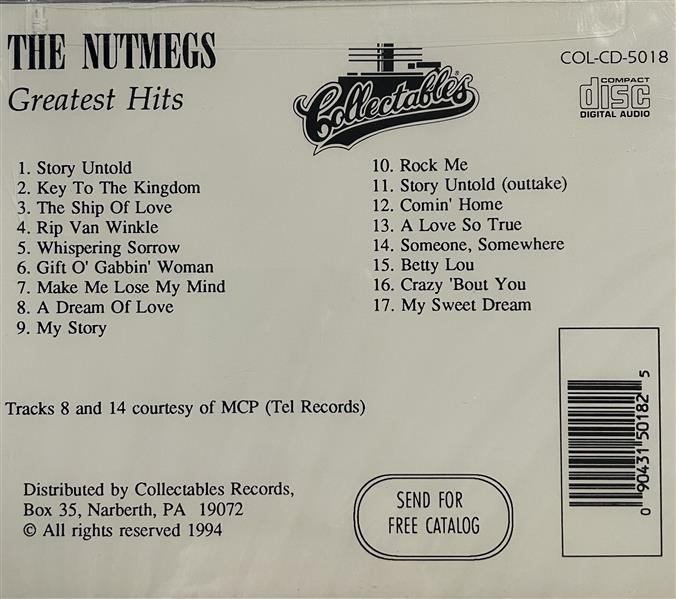 THE NUTMEGS
Greatest Hits
Collectables®
COL-CD-5018
COMPACT
disc
DIGITAL AUDIO
1. Story Untold
2. Key To The Kingdom
3. The Ship Of Love
4. Rip Van Winkle
5. Whispering Sorrow
6. Gift O' Gabbin' Woman
7. Make Me Lose My Mind
8. A Dream Of Love
9. My Story
10. Rock Me
11. Story Untold (outtake)
12. Comin' Home
13. A Love So True
14. Someone, Somewhere
15. Betty Lou
16. Crazy 'Bout You
17. My Sweet Dream
Tracks 8 and 14 courtesy of MCP (Tel Records)
Distributed by Collectables Records,
Box 35, Narberth, PA 19072
© All rights reserved 1994
SEND FOR
FREE CATALOG
0 90431 50182 5